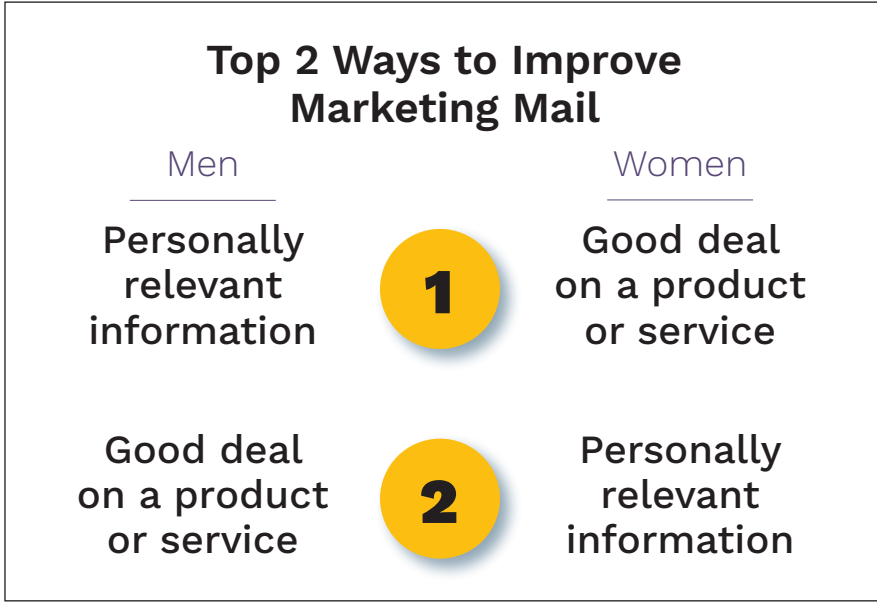 Top 2 Ways to Improve
Marketing Mail
Men
Women
Personally
relevant
information
1
Good deal
on a product
or service
Good deal
on a product
or service
2
Personally
relevant
information